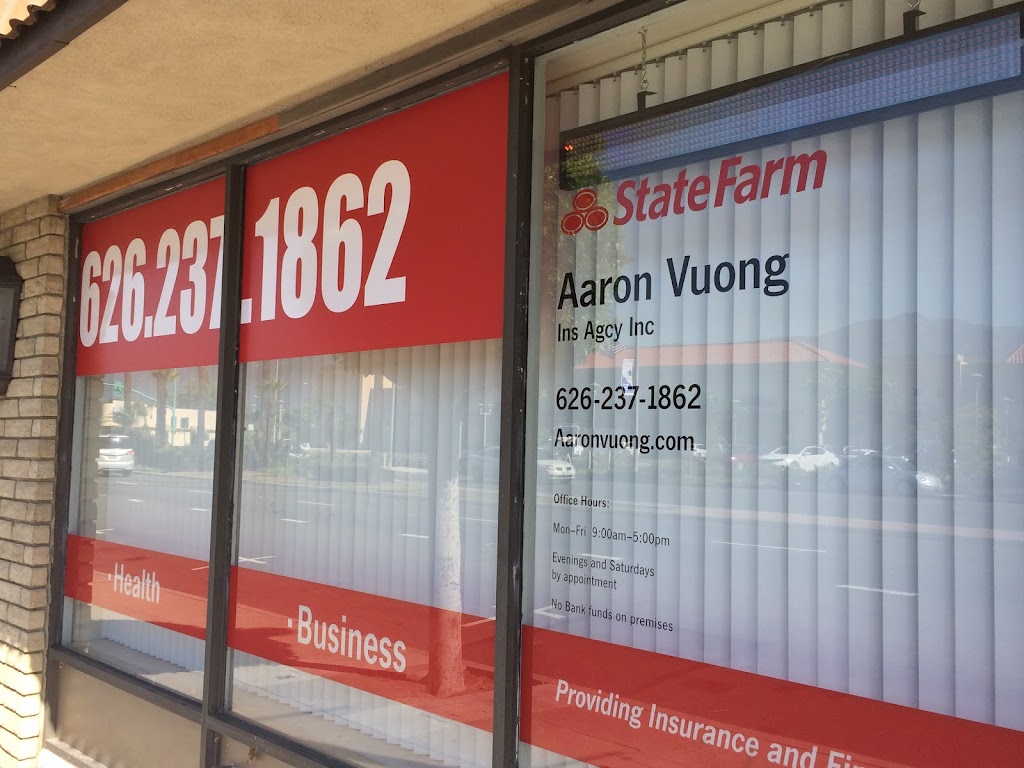 626.237.1862
StateFarm
Aaron Vuong
Ins Agcy Inc
626-237-1862
Aaronvuong.com
Office Hours:
Mon-Fri 9:00am-5:00pm
Evenings and Saturdays
by appointment
No Bank funds on premises
·Health
·Business
Providing Insurance and